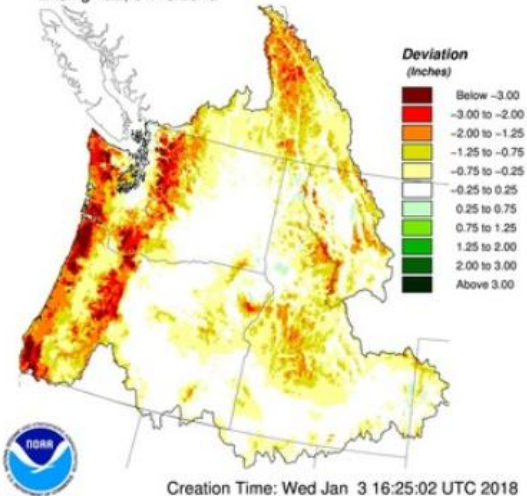 Deviation
(Inches)
Below −3.00
−3.00 to −2.00
−2.00 to −1.25
−1.25 to −0.75
−0.75 to −0.25
−0.25 to 0.25
0.25 to 0.75
0.75 to 1.25
1.25 to 2.00
2.00 to 3.00
Above 3.00
NOAA
Creation Time: Wed Jan 3 16:25:02 UTC 2018